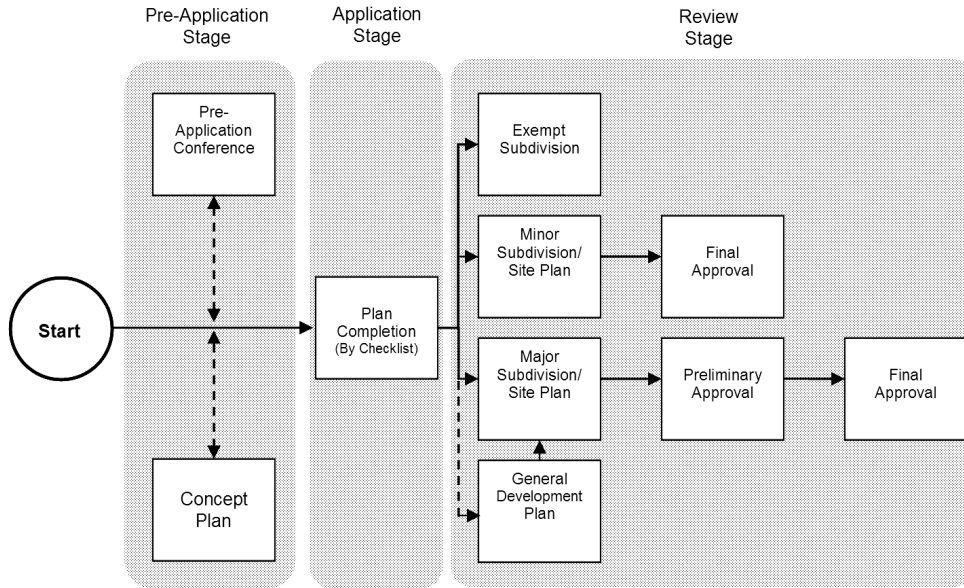 Pre-Application
Stage
Application
Stage
Review
Stage
Pre-
Application
Conference
Exempt
Subdivision
Minor
Subdivision/
Site Plan
Final
Approval
Start
Plan
Completion
(By Checklist)
Major
Subdivision/
Site Plan
Preliminary
Approval
Final
Approval
Concept
Plan
General
Development
Plan